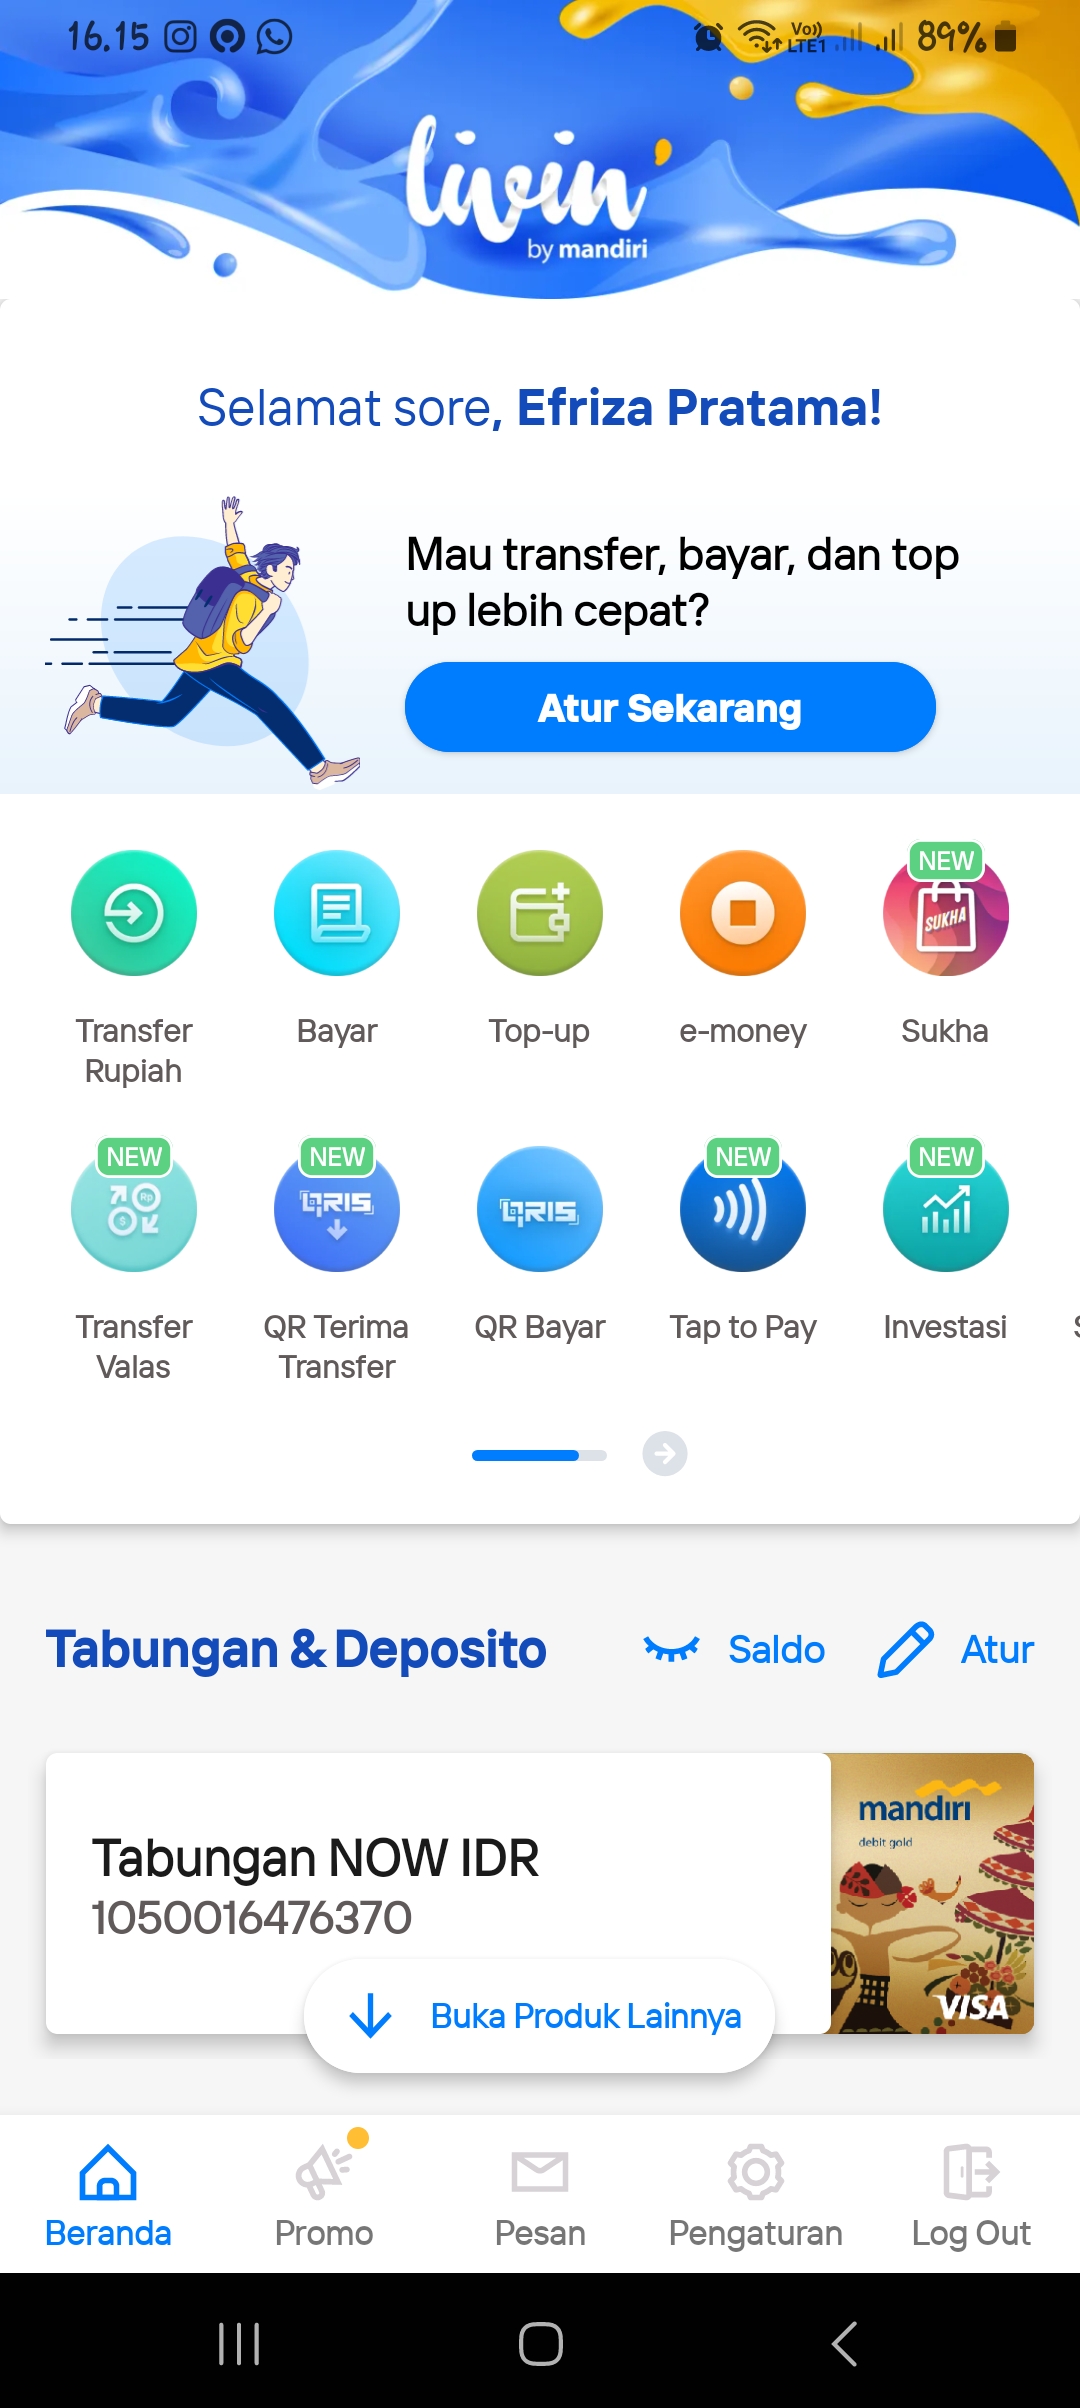 16.15
Vo))
LTE1
89%
livin'
by mandiri
Selamat sore, Efriza Pratama!
Mau transfer, bayar, dan top
up lebih cepat?
Atur Sekarang
NEW
SUKHA
Transfer
Rupiah
Bayar
Top-up
e-money
Sukha
NEW
NEW
NEW
NEW
Rp
$
QRIS
QRIS
Transfer
Valas
QR Terima
Transfer
QR Bayar
Tap to Pay
Investasi
S
Tabungan & Deposito
Saldo
Atur
Tabungan NOW IDR
1050016476370
mandiri
debit gold
VISA
Buka Produk Lainnya
Beranda
Promo
Pesan
Pengaturan
Log Out